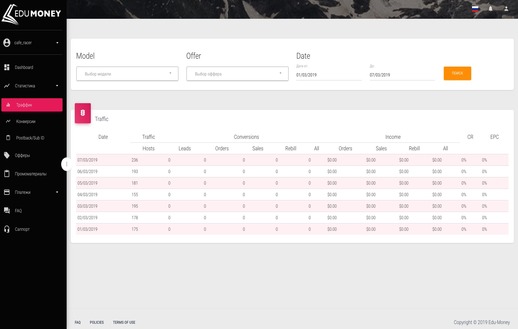 EDUMONEY
cafe_racer
Dashboard
Статистика
Траффик
Конверсии
Postback/Sub ID
Офферы
Промоматериалы
Платежи
FAQ
Саппорт
Model Offer Date
Выбор модели Выбор оффера 01/03/2019 07/03/2019 ПОИСК
Traffic
Date Traffic Conversions Income CR EPC
Hosts Leads Orders Sales Rebill All Orders Sales Rebill All
07/03/2019 236 0 0 0 0 0 $0.00 $0.00 $0.00 $0.00 0% 0%
06/03/2019 193 0 0 0 0 0 $0.00 $0.00 $0.00 $0.00 0% 0%
05/03/2019 181 0 0 0 0 0 $0.00 $0.00 $0.00 $0.00 0% 0%
04/03/2019 155 0 0 0 0 0 $0.00 $0.00 $0.00 $0.00 0% 0%
03/03/2019 190 0 0 0 0 0 $0.00 $0.00 $0.00 $0.00 0% 0%
02/03/2019 178 0 0 0 0 0 $0.00 $0.00 $0.00 $0.00 0% 0%
01/03/2019 170 0 0 0 0 0 $0.00 $0.00 $0.00 $0.00 0% 0%
FAQ POLICIES TERMS OF USE Copyright © 2019 Edu-Money